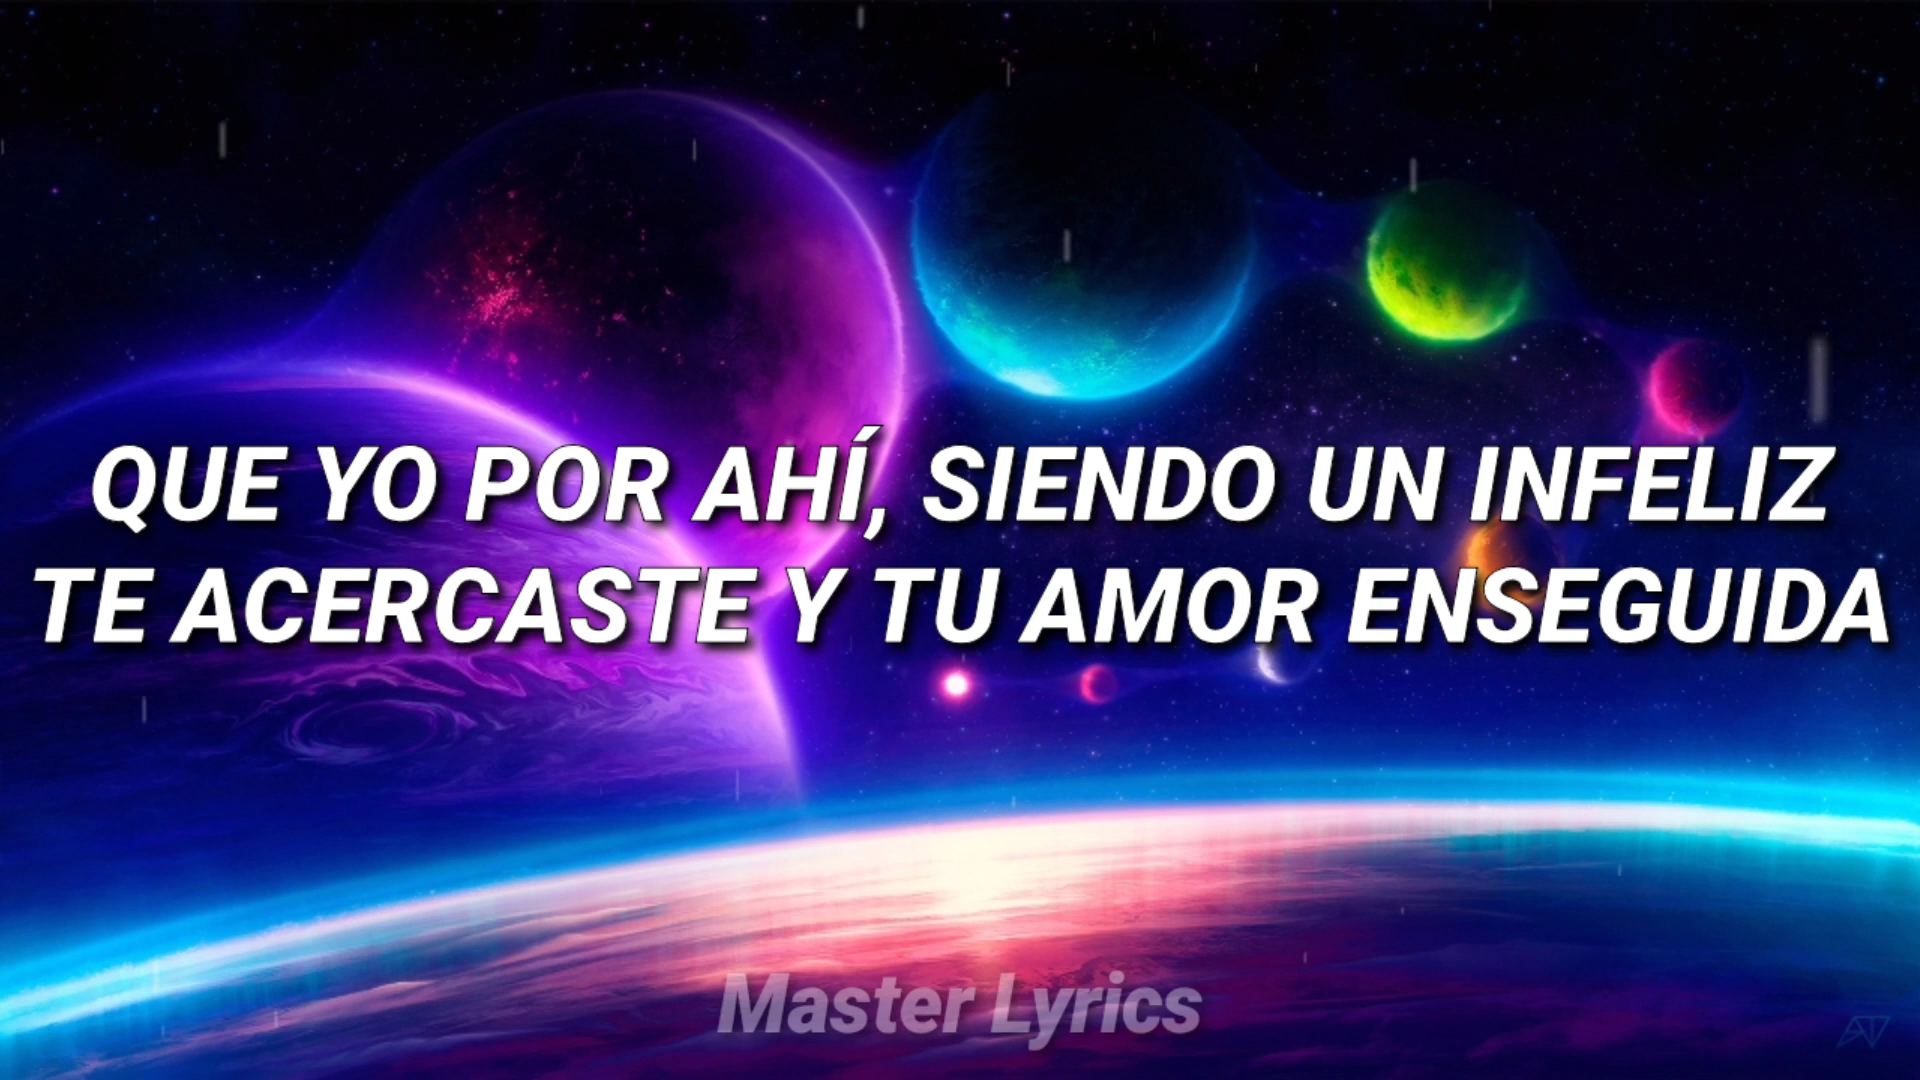 QUE YO POR AHÍ, SIENDO UN INFELIZ
TE ACERCASTE Y TU AMOR ENSEGUIDA
Master Lyrics